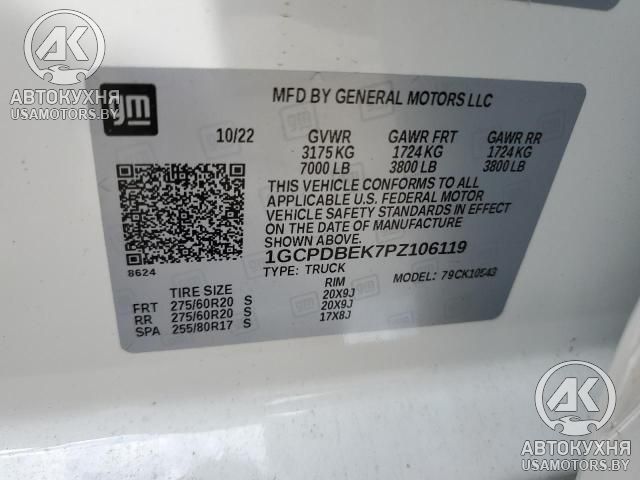 АК
АВТОКУХНЯ
USAMOTORS.BY
gm
MFD BY GENERAL MOTORS LLC
10/22 GVWR GAWR FRT GAWR RR
3175 KG 1724 KG 1724 KG
7000 LB 3800 LB 3800 LB
THIS VEHICLE CONFORMS TO ALL
APPLICABLE U.S. FEDERAL MOTOR
VEHICLE SAFETY STANDARDS IN EFFECT
ON THE DATE OF MANUFACTURE
SHOWN ABOVE.
1GCPDBEK7PZ106119
8624
TYPE: TRUCK MODEL: 79CK10543
TIRE SIZE RIM
FRT 275/60R20 S 20X9J
RR 275/60R20 S 20X9J
SPA 255/80R17 S 17X8J
АК
АВТОКУХНЯ
USAMOTORS.BY